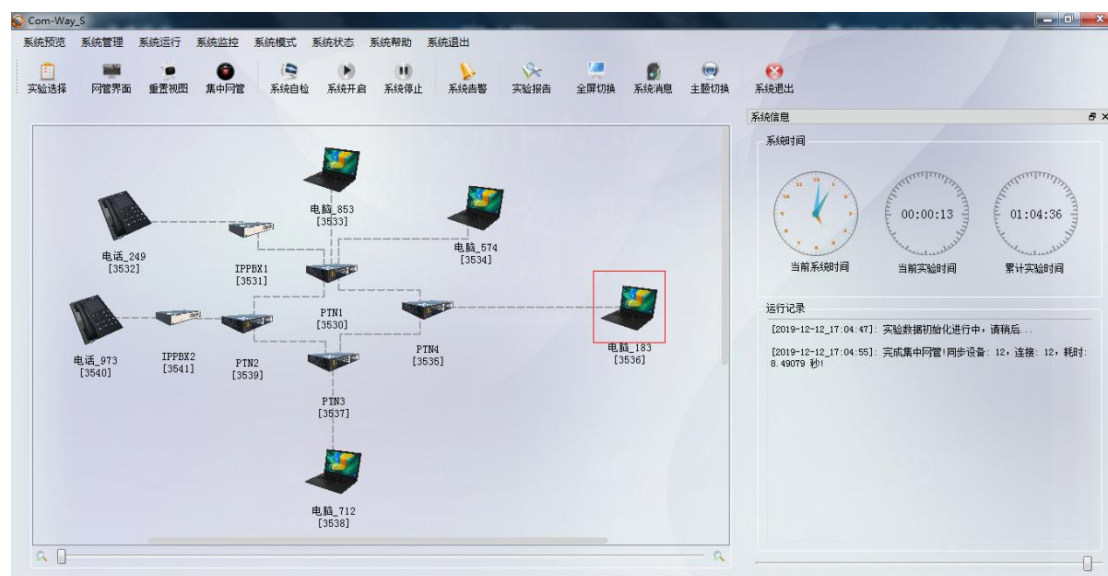 Com-Way_S
系统预览 系统管理 系统运行 系统监控 系统模式 系统状态 系统帮助 系统退出
实验选择 网管界面 重置视图 集中网管 系统自检 系统开启 系统停止 系统告警 实验报告 全屏切换 系统消息 主题切换 系统退出
系统信息
系统时间
00:00:13
01:04:36
当前系统时间
当前实验时间
累计实验时间
运行记录
[2019-12-12_17:04:47]: 实验数据初始化进行中，请稍后...
[2019-12-12_17:04:55]: 完成集中网管!同步设备: 12，连接: 12，耗时:
8.49079 秒!
电脑_853
[3533]
电脑_574
[3534]
电话_249
[3532]
IPPBX1
[3531]
PTN1
[3530]
电脑_183
[3536]
PTN4
[3535]
电话_973
[3540]
IPPBX2
[3541]
PTN2
[3539]
PTN3
[3537]
电脑_712
[3538]